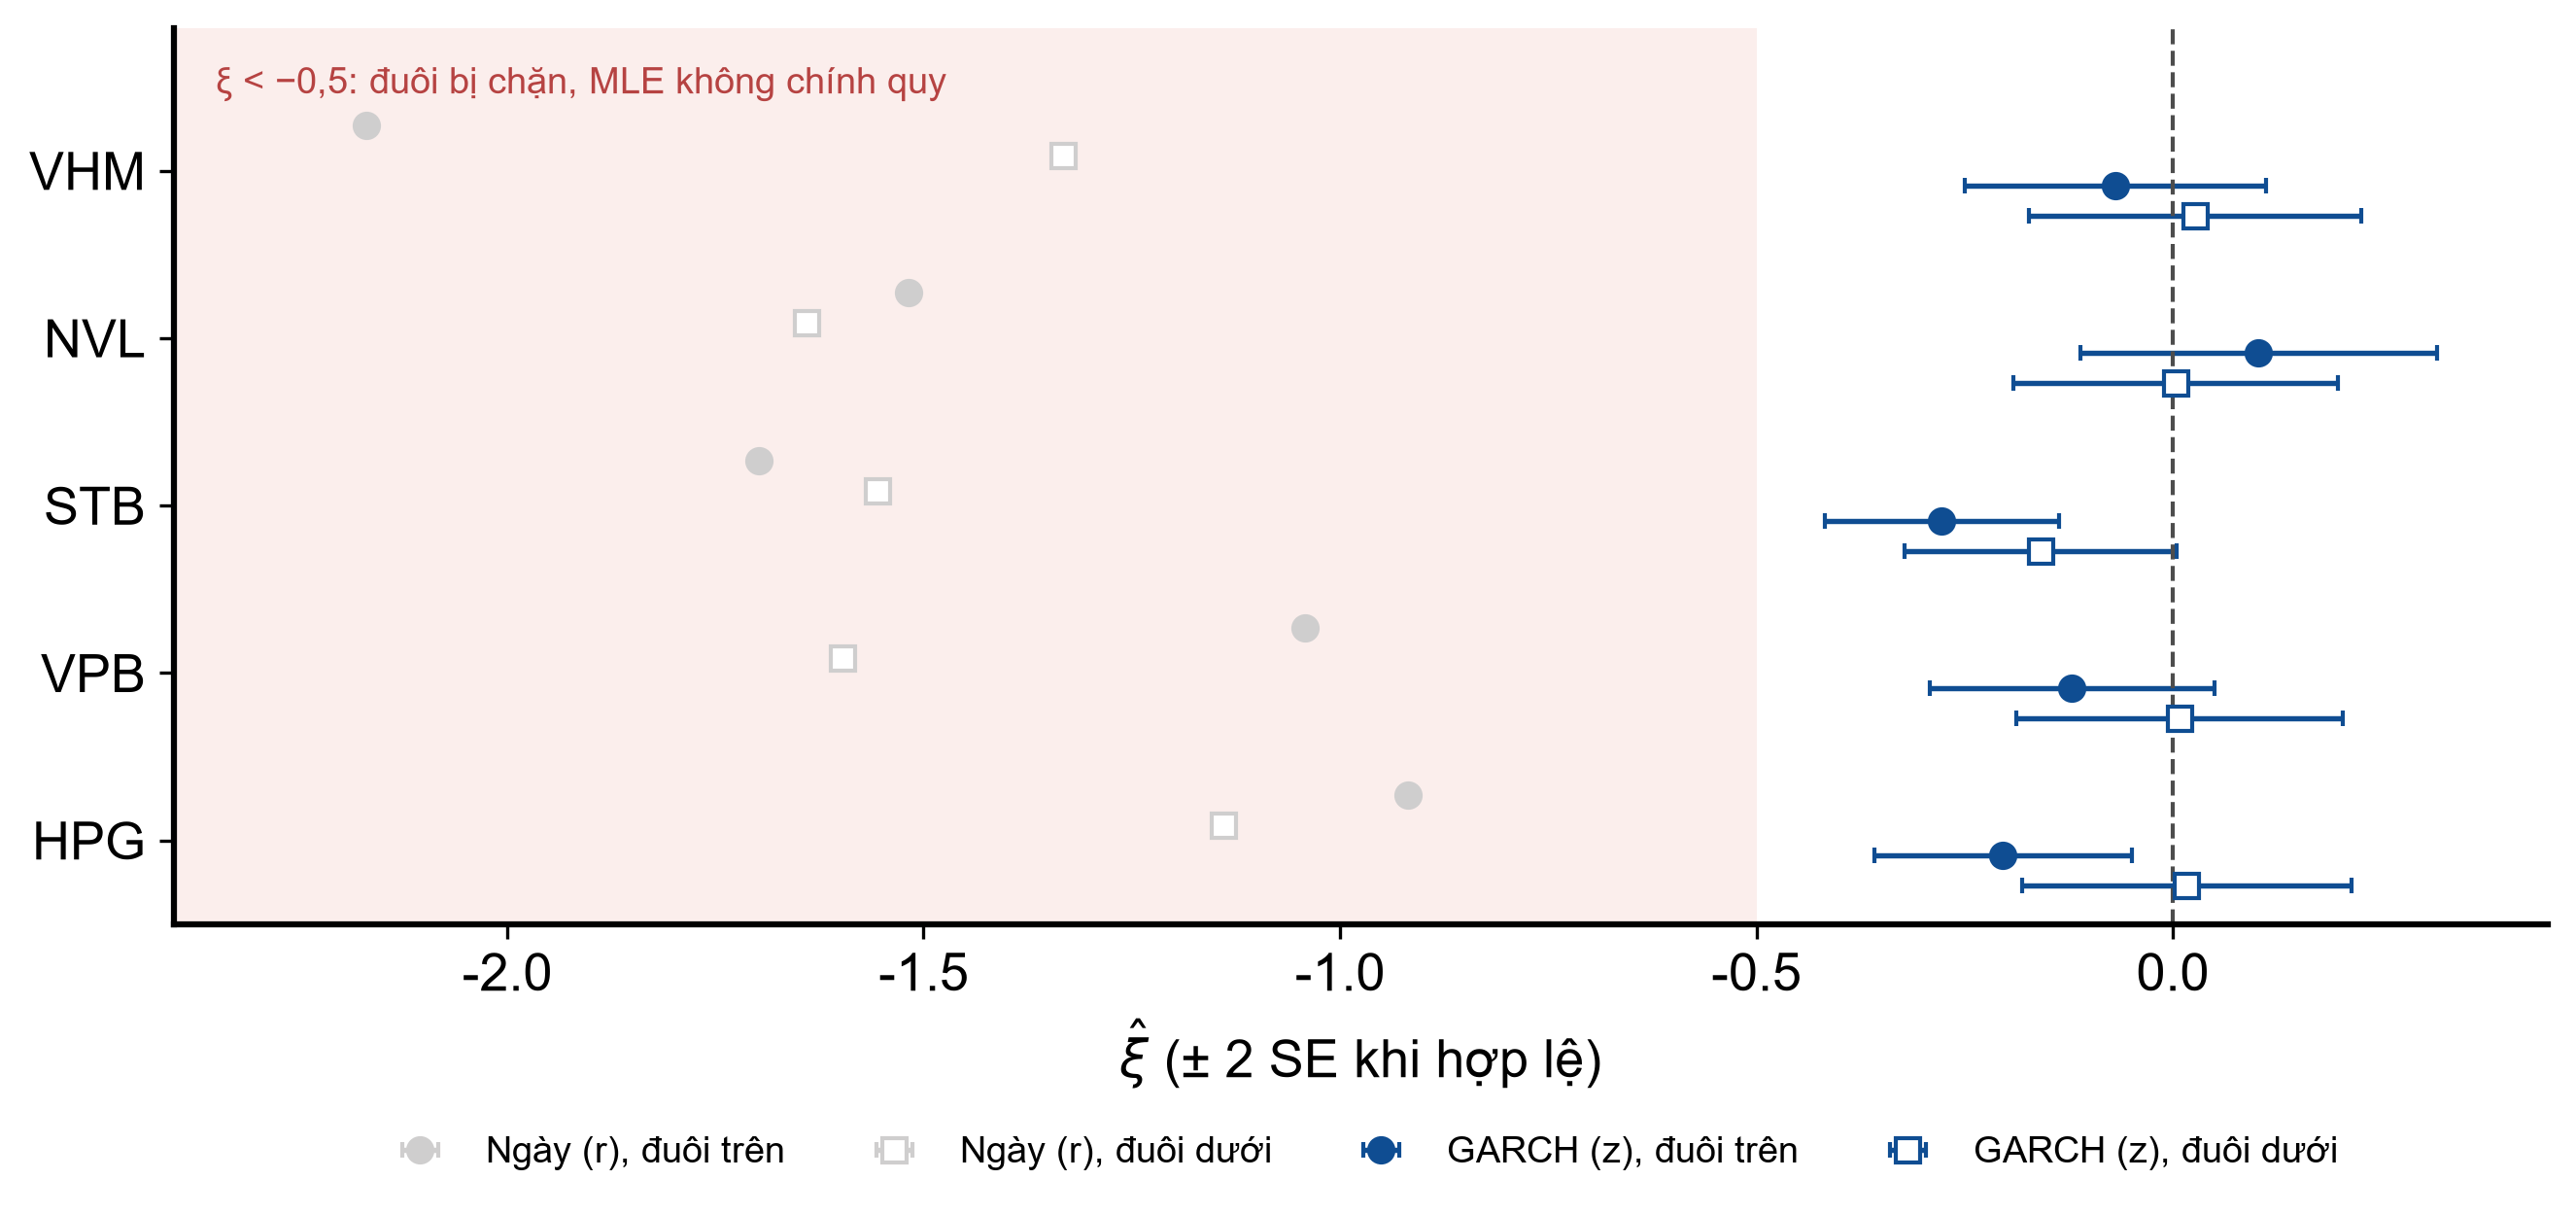 ξ < −0,5: đuôi bị chặn, MLE không chính quy
VHM
NVL
STB
VPB
HPG
-2.0 -1.5 -1.0 -0.5 0.0
ξ̂ (± 2 SE khi hợp lệ)
Ngày (r), đuôi trên Ngày (r), đuôi dưới GARCH (z), đuôi trên GARCH (z), đuôi dưới